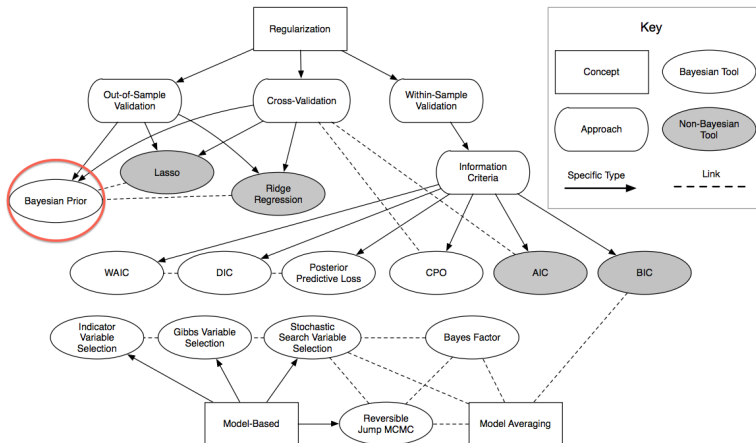 Regularization
Key
Concept
Bayesian Tool
Out-of-Sample
Validation
Cross-Validation
Within-Sample
Validation
Approach
Non-Bayesian
Tool
Lasso
Ridge
Regression
Information
Criteria
Specific Type
Link
Bayesian Prior
WAIC
DIC
Posterior
Predictive Loss
CPO
AIC
BIC
Indicator
Variable
Selection
Gibbs Variable
Selection
Stochastic
Search Variable
Selection
Bayes Factor
Model-Based
Reversible
Jump MCMC
Model Averaging